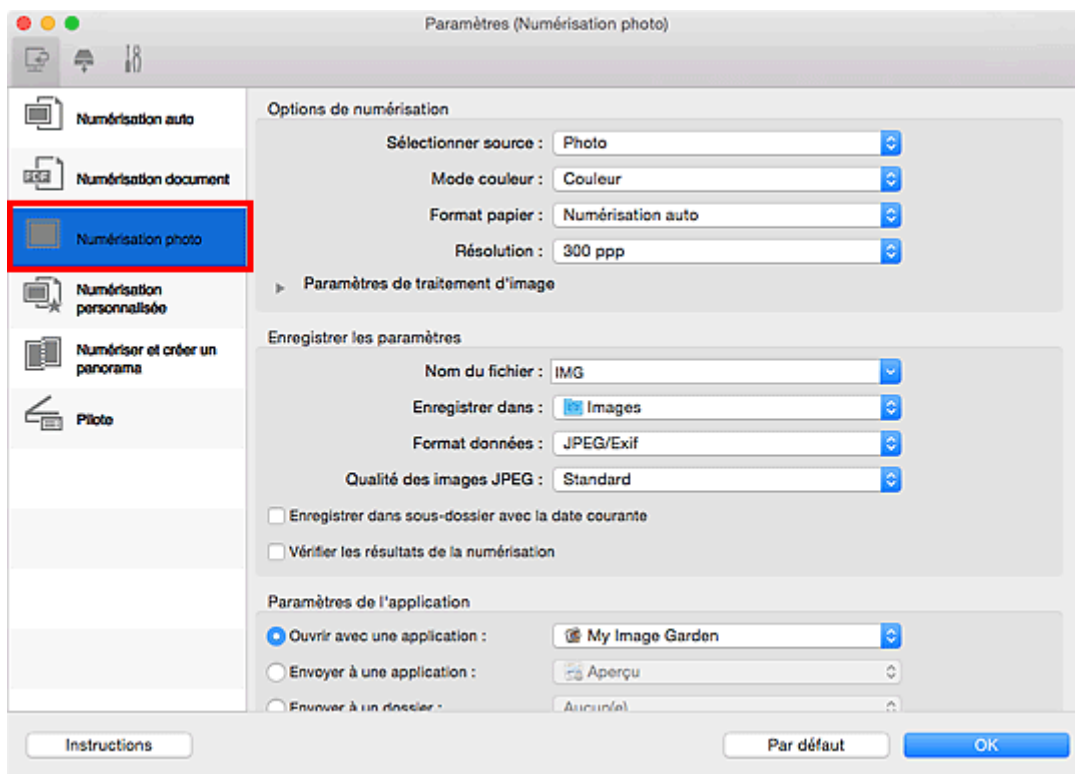 Paramètres (Numérisation photo)
Numérisation auto
Numérisation document
Numérisation photo
Numérisation
personnalisée
Numériser et créer un
panorama
Pilote
Options de numérisation
Sélectionner source : Photo
Mode couleur : Couleur
Format papier : Numérisation auto
Résolution : 300 ppp
Paramètres de traitement d'image
Enregistrer les paramètres
Nom du fichier : IMG
Enregistrer dans : Images
Format données : JPEG/Exif
Qualité des images JPEG : Standard
Enregistrer dans sous-dossier avec la date courante
Vérifier les résultats de la numérisation
Paramètres de l'application
Ouvrir avec une application : My Image Garden
Envoyer à une application : Aperçu
Envoyer à un dossier : Aucun(e)
Instructions Par défaut OK